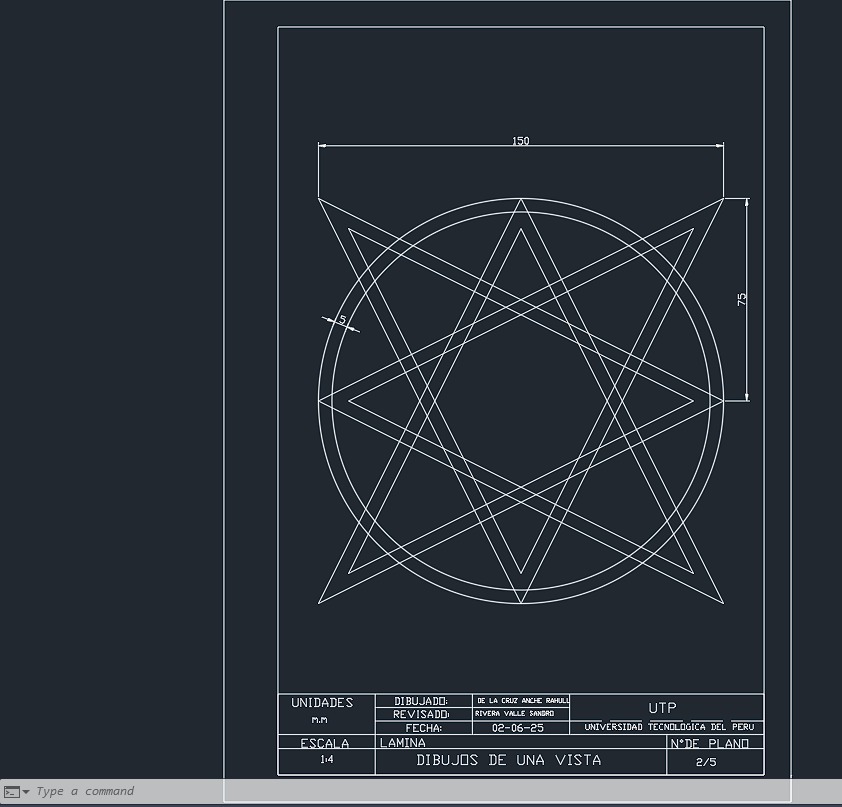 150
75
5
UNIDADES
m.m
DIBUJADO:
DE LA CRUZ ANCHE RAHULL
REVISADO:
RIVERA VALLE SANDRO
FECHA:
02-06-25
UTP
UNIVERSIDAD TECNOLOGICA DEL PERU
ESCALA
1:4
LAMINA
DIBUJOS DE UNA VISTA
N°DE PLANO
2/5
Type a command